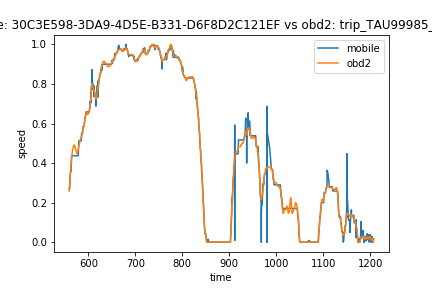 e: 30C3E598-3DA9-4D5E-B331-D6F8D2C121EF vs obd2: trip_TAU99985_
mobile
obd2
1.0
0.8
0.6
0.4
0.2
0.0
speed
600 700 800 900 1000 1100 1200
time